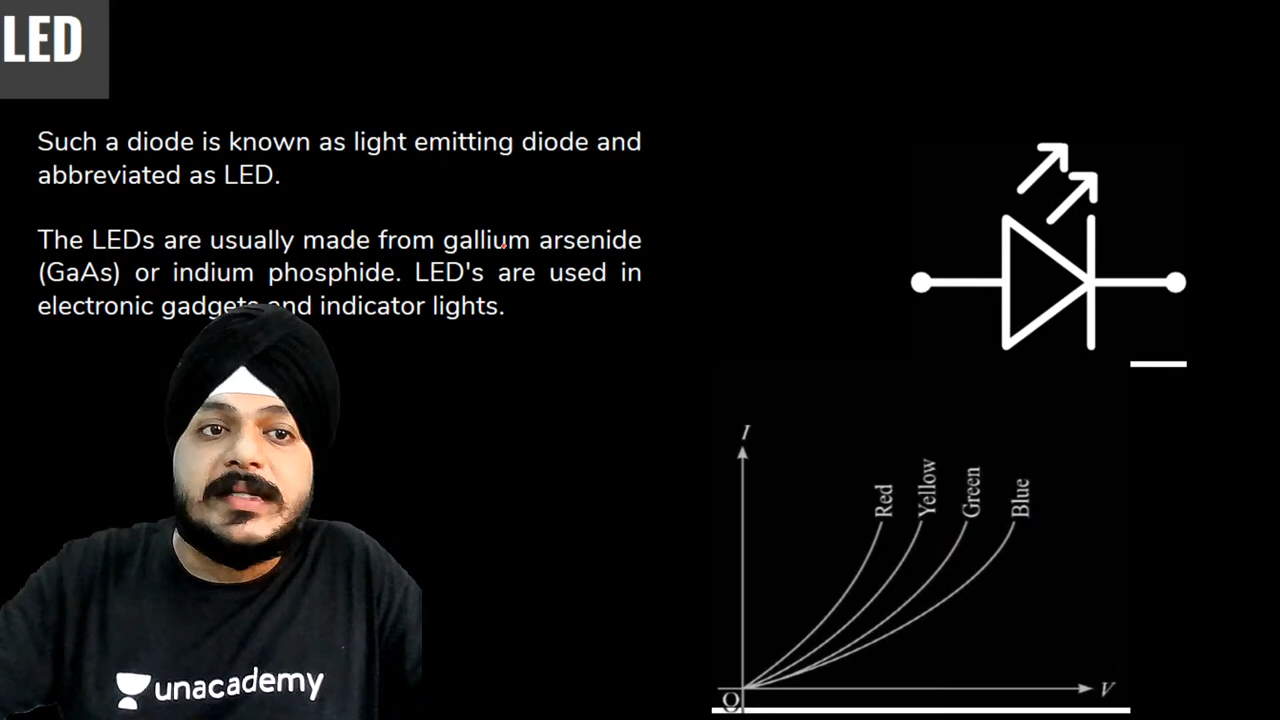 LED
Such a diode is known as light emitting diode and
abbreviated as LED.
The LEDs are usually made from gallium arsenide
(GaAs) or indium phosphide. LED's are used in
electronic gadgets and indicator lights.
I
Red
Yellow
Green
Blue
O
V
unacademy